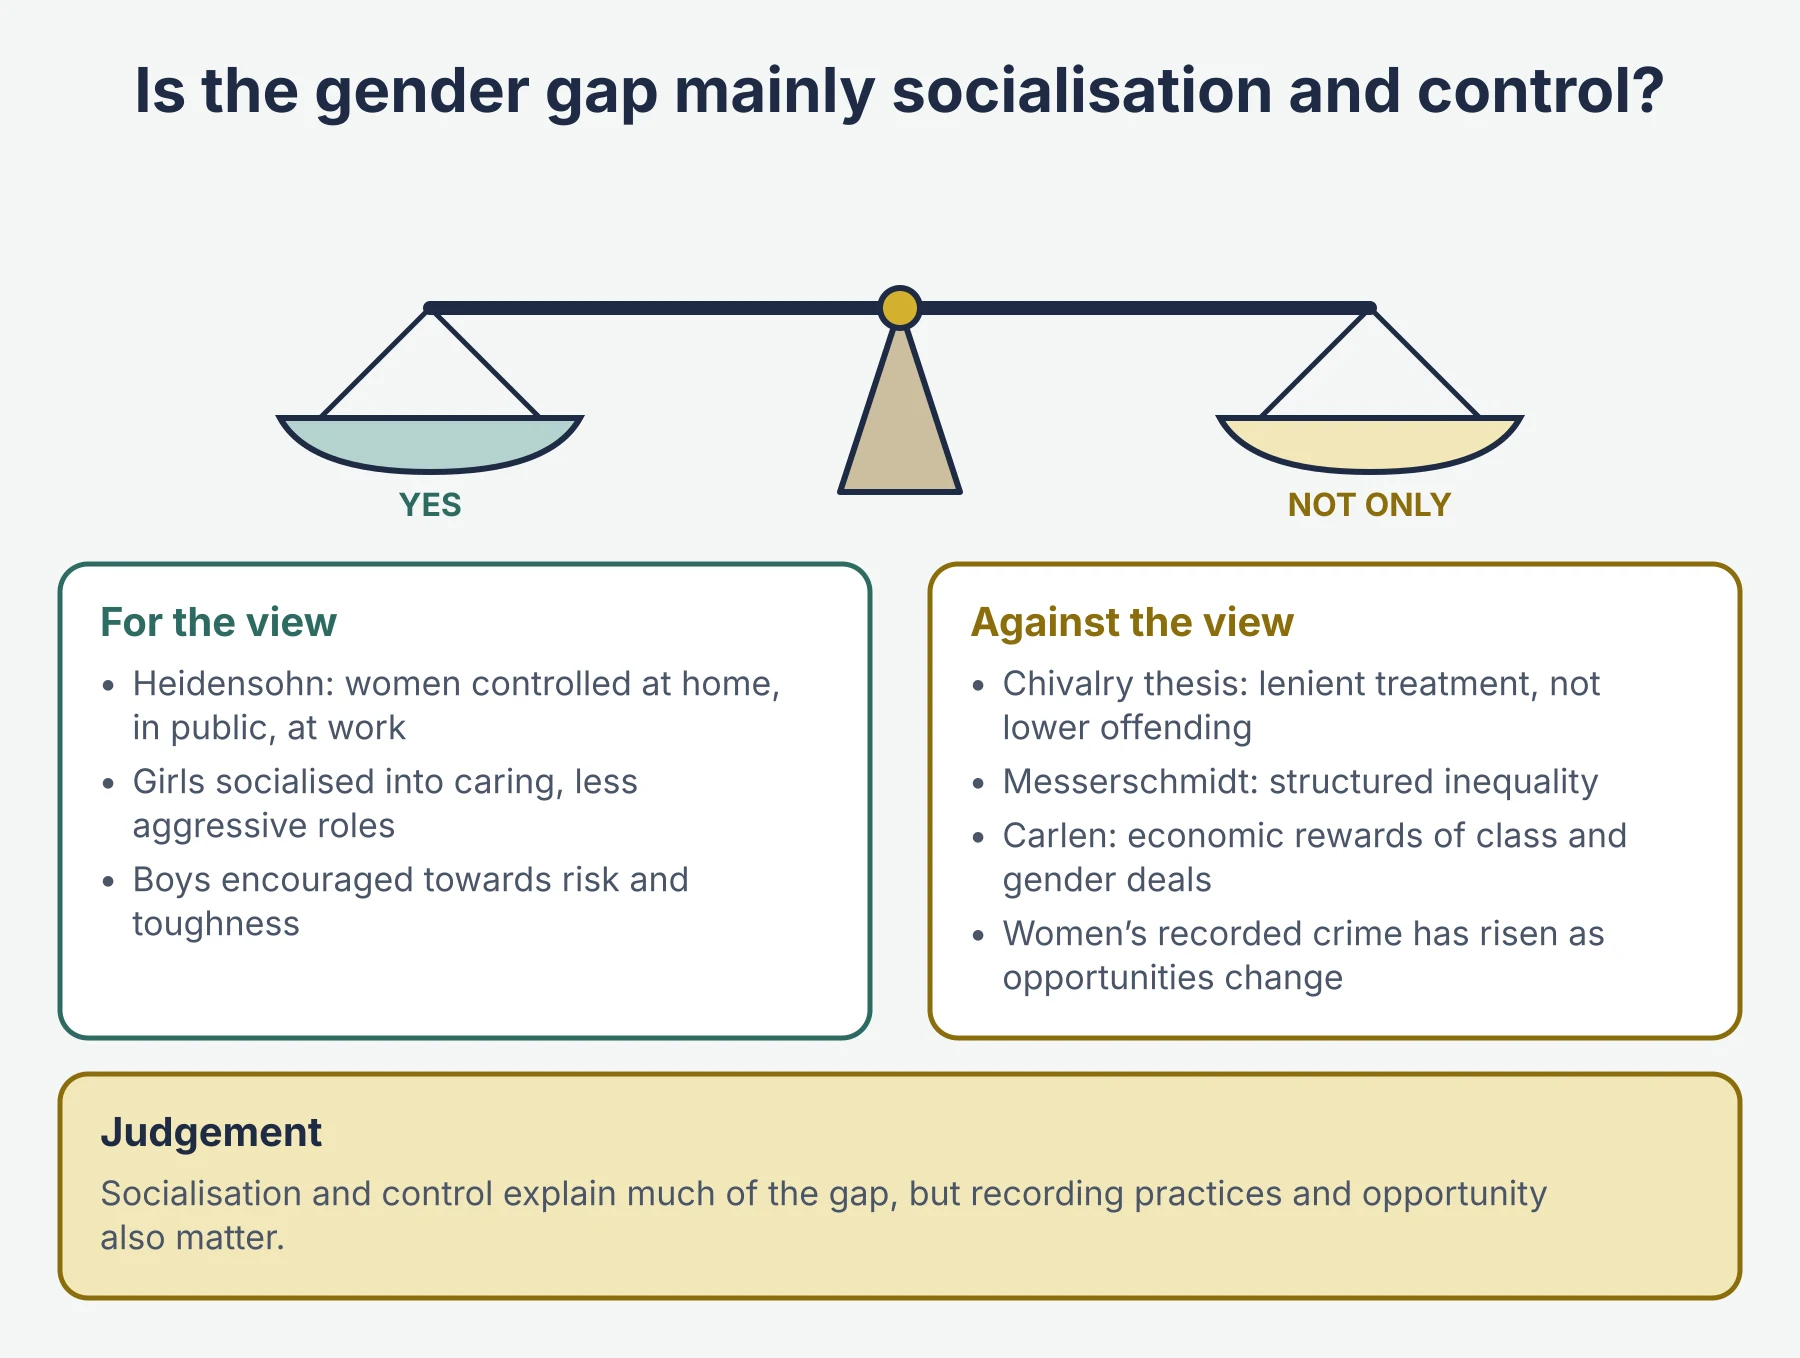 Is the gender gap mainly socialisation and control?
YES
NOT ONLY
For the view
• Heidensohn: women controlled at home,
in public, at work
• Girls socialised into caring, less
aggressive roles
• Boys encouraged towards risk and
toughness
Against the view
• Chivalry thesis: lenient treatment, not
lower offending
• Messerschmidt: structured inequality
• Carlen: economic rewards of class and
gender deals
• Women’s recorded crime has risen as
opportunities change
Judgement
Socialisation and control explain much of the gap, but recording practices and opportunity
also matter.